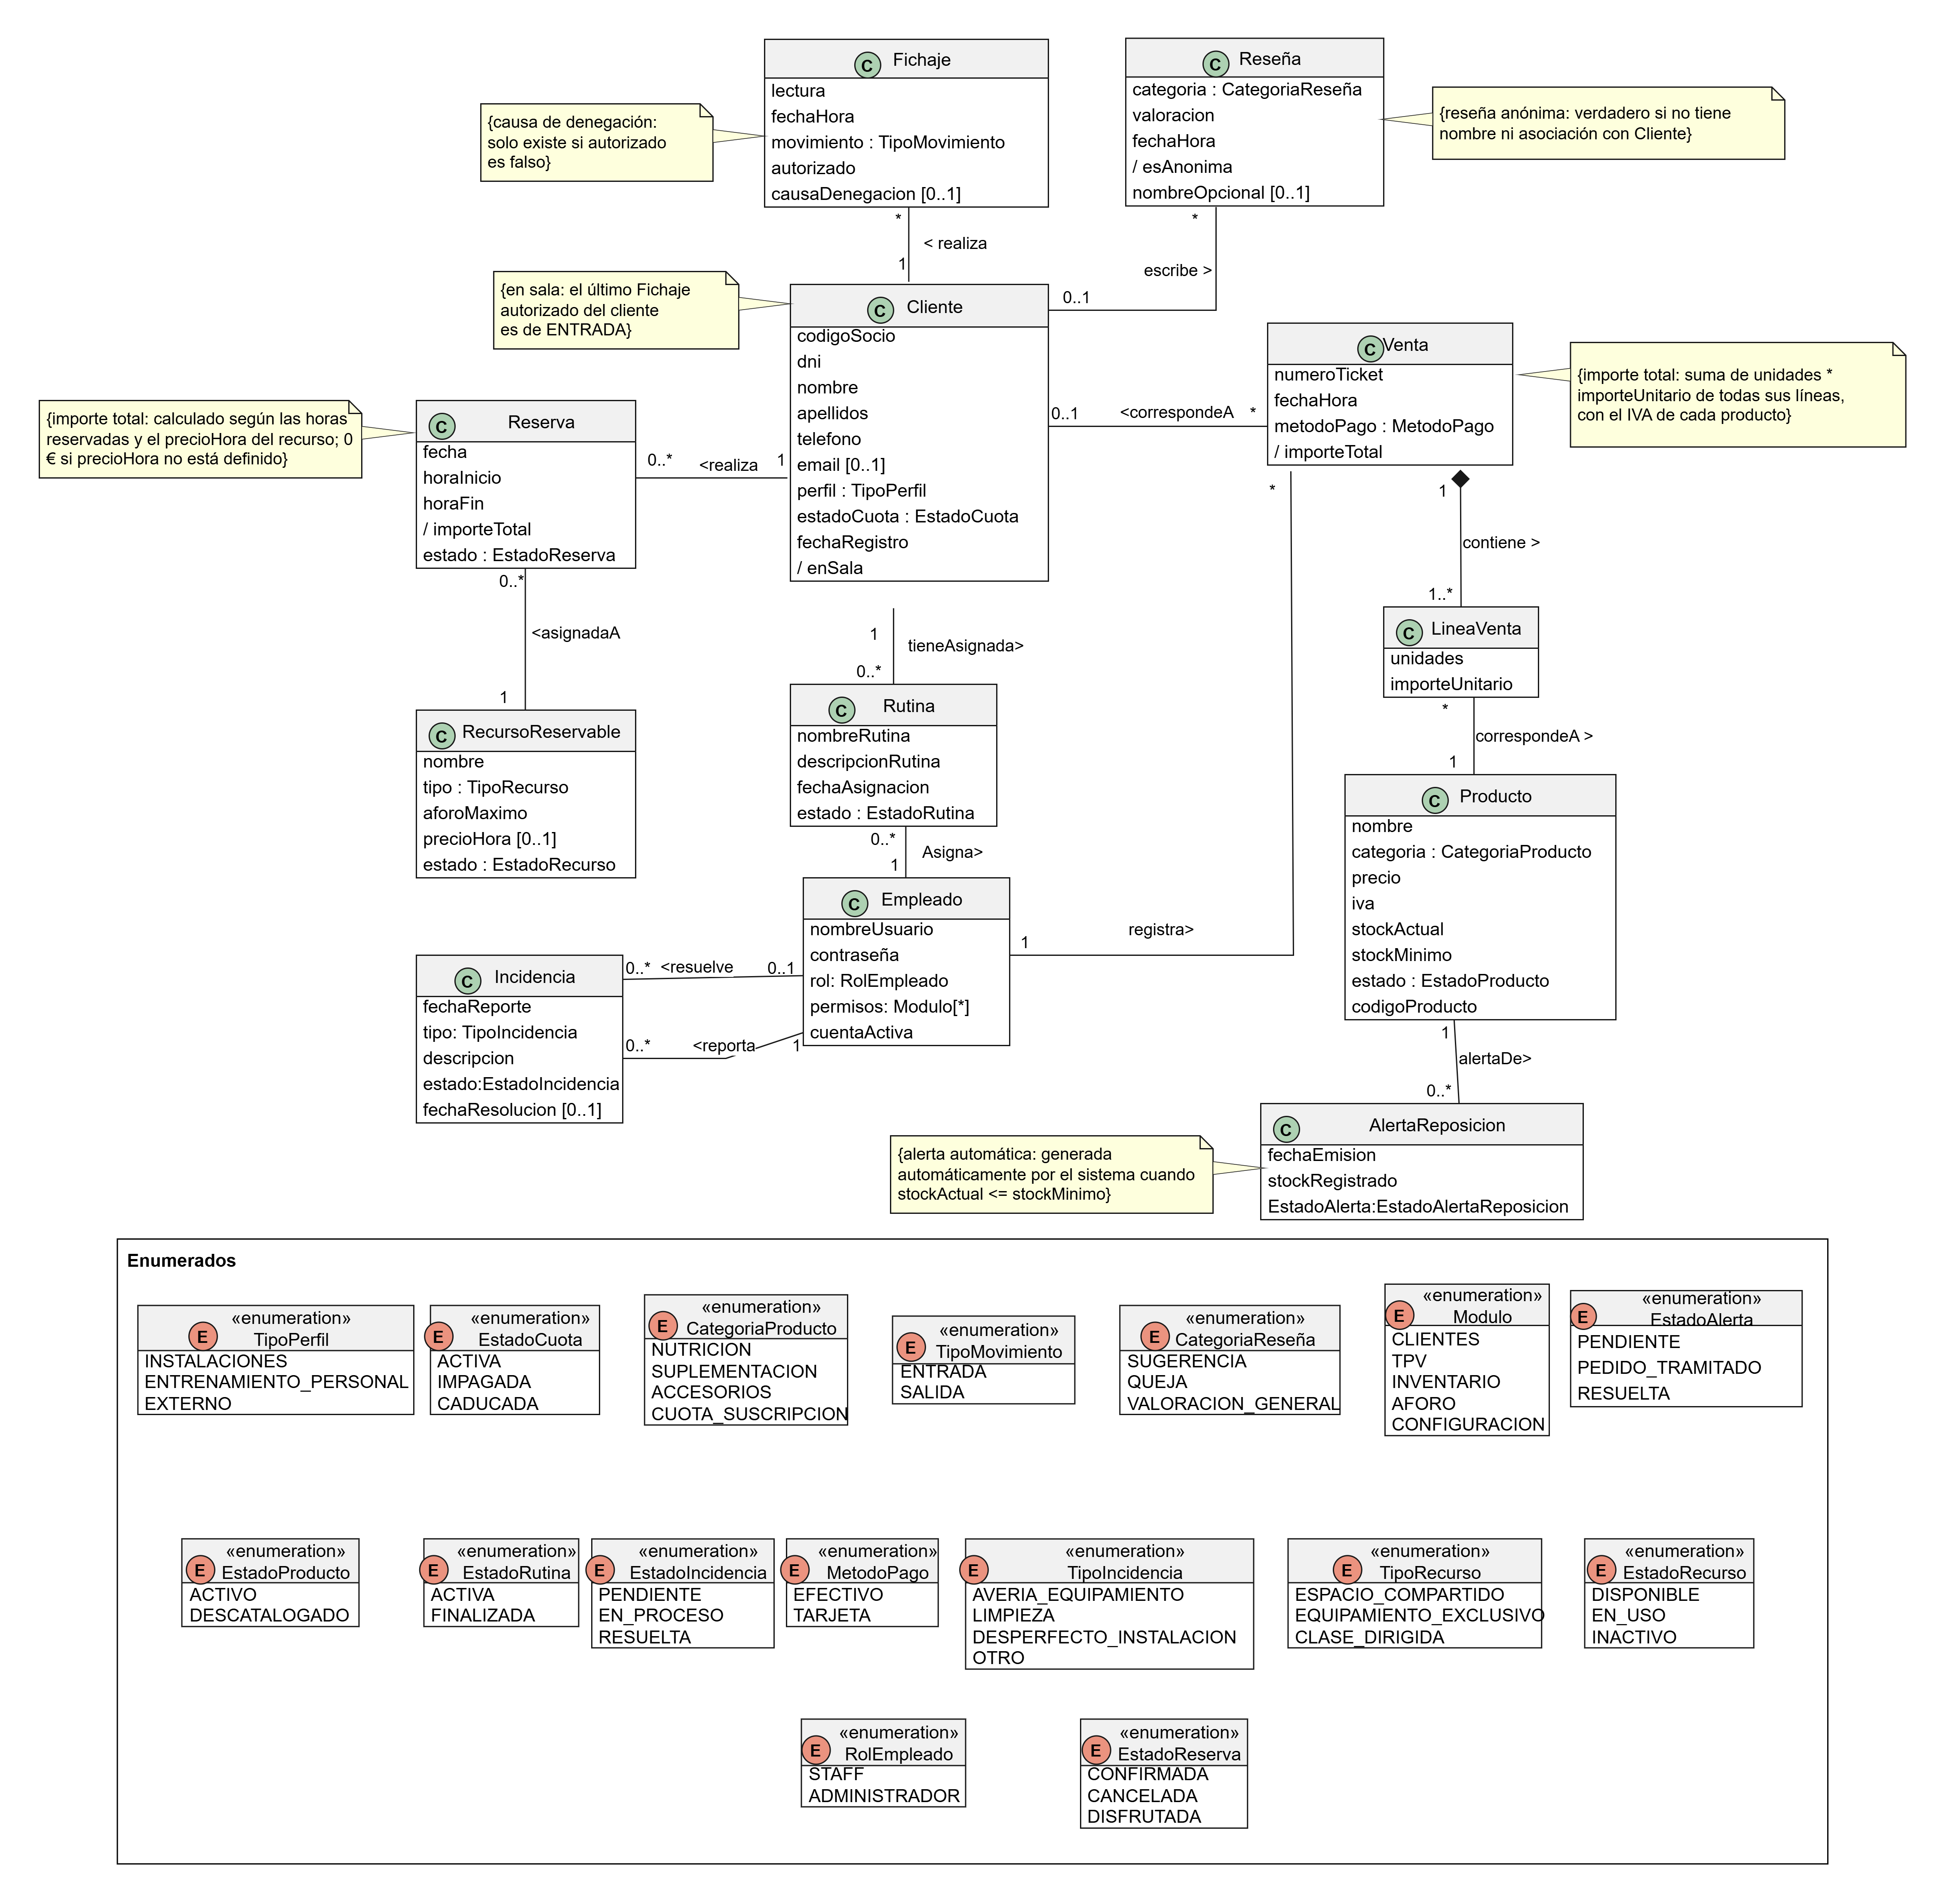 C Fichaje
lectura
fechaHora
movimiento : TipoMovimiento
autorizado
causaDenegacion [0..1]
C Reseña
categoria : CategoriaReseña
valoracion
fechaHora
/ esAnonima
nombreOpcional [0..1]
{causa de denegación:
solo existe si autorizado
es falso}
{reseña anónima: verdadero si no tiene
nombre ni asociación con Cliente}
*
< realiza
1
*
escribe >
0..1
{en sala: el último Fichaje
autorizado del cliente
es de ENTRADA}
C Cliente
codigoSocio
dni
nombre
apellidos
telefono
email [0..1]
perfil : TipoPerfil
estadoCuota : EstadoCuota
fechaRegistro
/ enSala
C Venta
numeroTicket
fechaHora
metodoPago : MetodoPago
/ importeTotal
{importe total: suma de unidades *
importeUnitario de todas sus líneas,
con el IVA de cada producto}
0..1 <correspondeA *
{importe total: calculado según las horas
reservadas y el precioHora del recurso; 0
€ si precioHora no está definido}
C Reserva
fecha
horaInicio
horaFin
/ importeTotal
estado : EstadoReserva
0..* <realiza 1
*
1
contiene >
1..*
0..*
<asignadaA
1
1
tieneAsignada>
0..*
C LineaVenta
unidades
importeUnitario
*
correspondeA >
1
C RecursoReservable
nombre
tipo : TipoRecurso
aforoMaximo
precioHora [0..1]
estado : EstadoRecurso
C Rutina
nombreRutina
descripcionRutina
fechaAsignacion
estado : EstadoRutina
0..*
Asigna>
1
C Producto
nombre
categoria : CategoriaProducto
precio
iva
stockActual
stockMinimo
estado : EstadoProducto
codigoProducto
C Empleado
nombreUsuario
contraseña
rol: RolEmpleado
permisos: Modulo[*]
cuentaActiva
1 registra>
C Incidencia
fechaReporte
tipo: TipoIncidencia
descripcion
estado:EstadoIncidencia
fechaResolucion [0..1]
0..* <resuelve 0..1
0..* <reporta 1
1
alertaDe>
0..*
C AlertaReposicion
fechaEmision
stockRegistrado
EstadoAlerta:EstadoAlertaReposicion
{alerta automática: generada
automáticamente por el sistema cuando
stockActual <= stockMinimo}
Enumerados
«enumeration»
E TipoPerfil
INSTALACIONES
ENTRENAMIENTO_PERSONAL
EXTERNO
«enumeration»
E EstadoCuota
ACTIVA
IMPAGADA
CADUCADA
«enumeration»
E CategoriaProducto
NUTRICION
SUPLEMENTACION
ACCESORIOS
CUOTA_SUSCRIPCION
«enumeration»
E TipoMovimiento
ENTRADA
SALIDA
«enumeration»
E CategoriaReseña
SUGERENCIA
QUEJA
VALORACION_GENERAL
«enumeration»
E Modulo
CLIENTES
TPV
INVENTARIO
AFORO
CONFIGURACION
«enumeration»
E EstadoAlerta
PENDIENTE
PEDIDO_TRAMITADO
RESUELTA
«enumeration»
E EstadoProducto
ACTIVO
DESCATALOGADO
«enumeration»
E EstadoRutina
ACTIVA
FINALIZADA
«enumeration»
E EstadoIncidencia
PENDIENTE
EN_PROCESO
RESUELTA
«enumeration»
E MetodoPago
EFECTIVO
TARJETA
«enumeration»
E TipoIncidencia
AVERIA_EQUIPAMIENTO
LIMPIEZA
DESPERFECTO_INSTALACION
OTRO
«enumeration»
E TipoRecurso
ESPACIO_COMPARTIDO
EQUIPAMIENTO_EXCLUSIVO
CLASE_DIRIGIDA
«enumeration»
E EstadoRecurso
DISPONIBLE
EN_USO
INACTIVO
«enumeration»
E RolEmpleado
STAFF
ADMINISTRADOR
«enumeration»
E EstadoReserva
CONFIRMADA
CANCELADA
DISFRUTADA